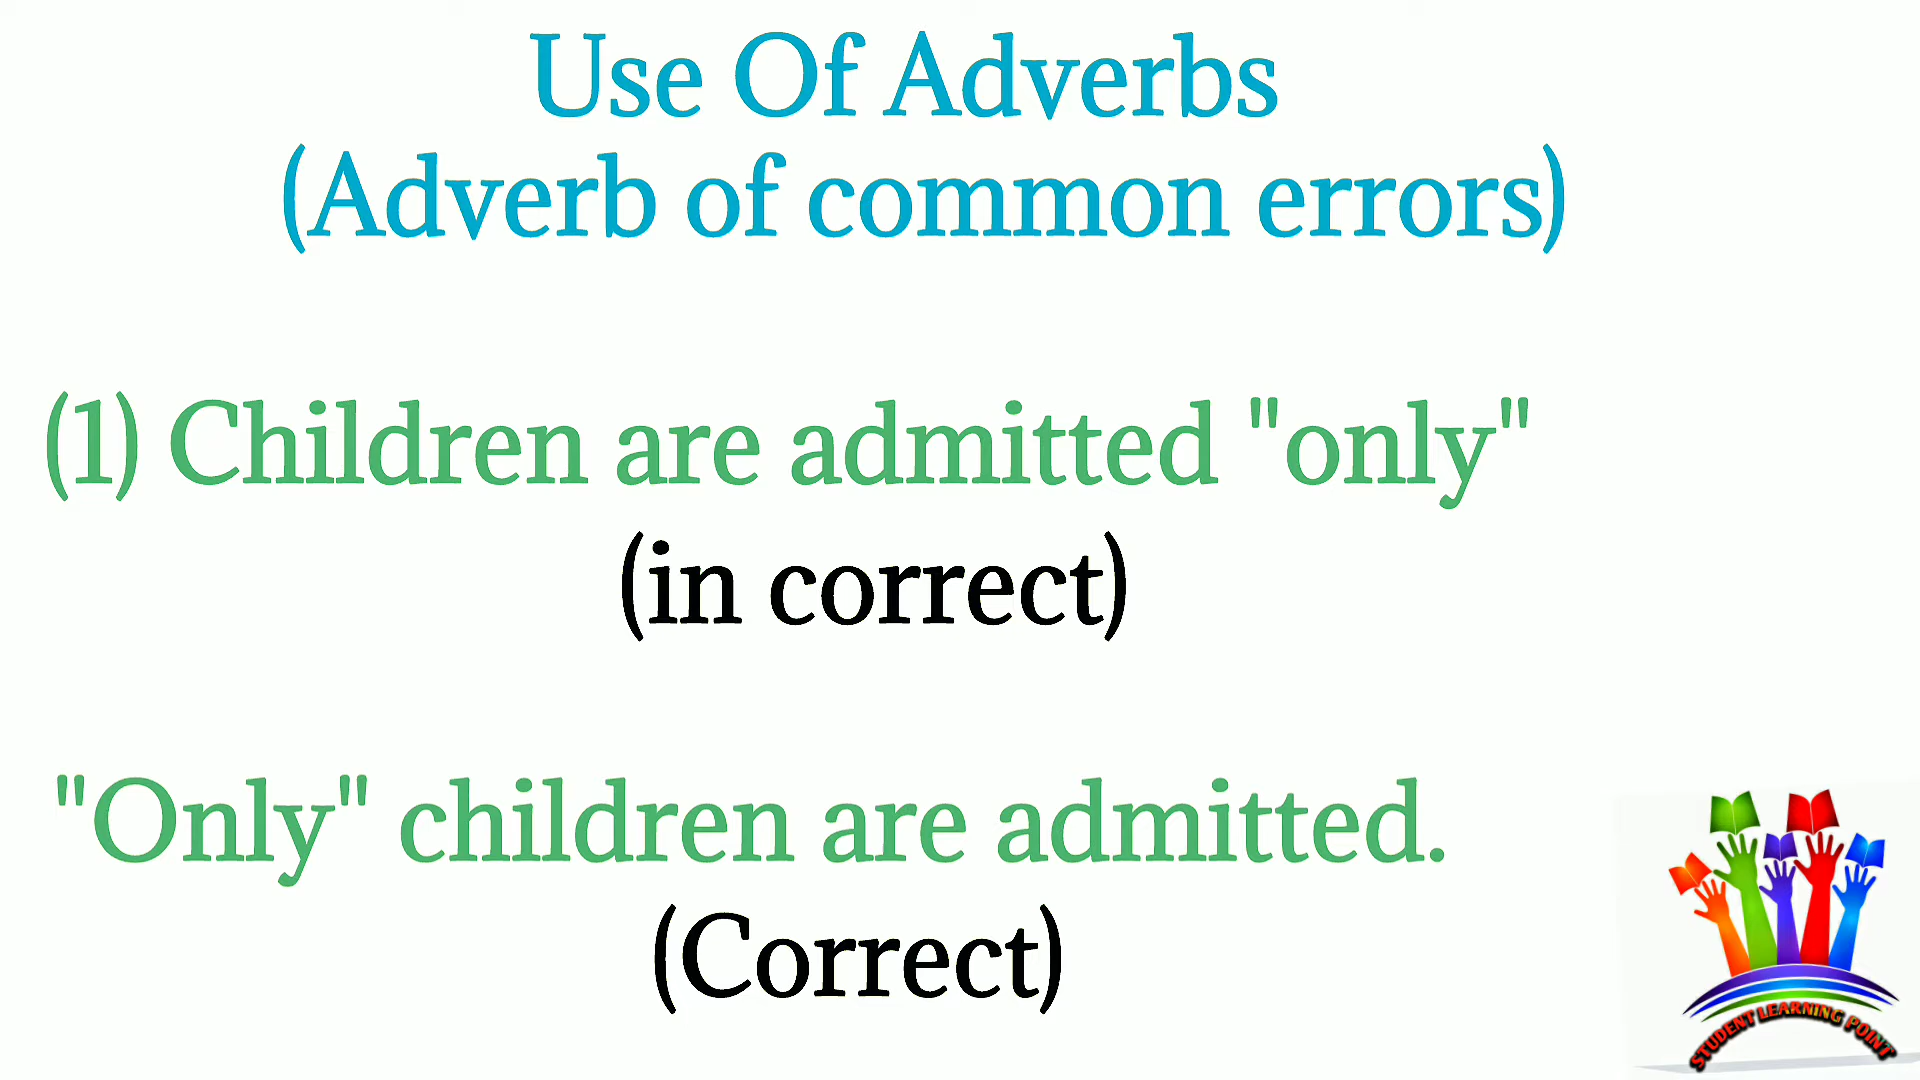 Use Of Adverbs
(Adverb of common errors)
(1) Children are admitted "only"
(in correct)
"Only" children are admitted.
(Correct)
STUDENT LEARNING POINT